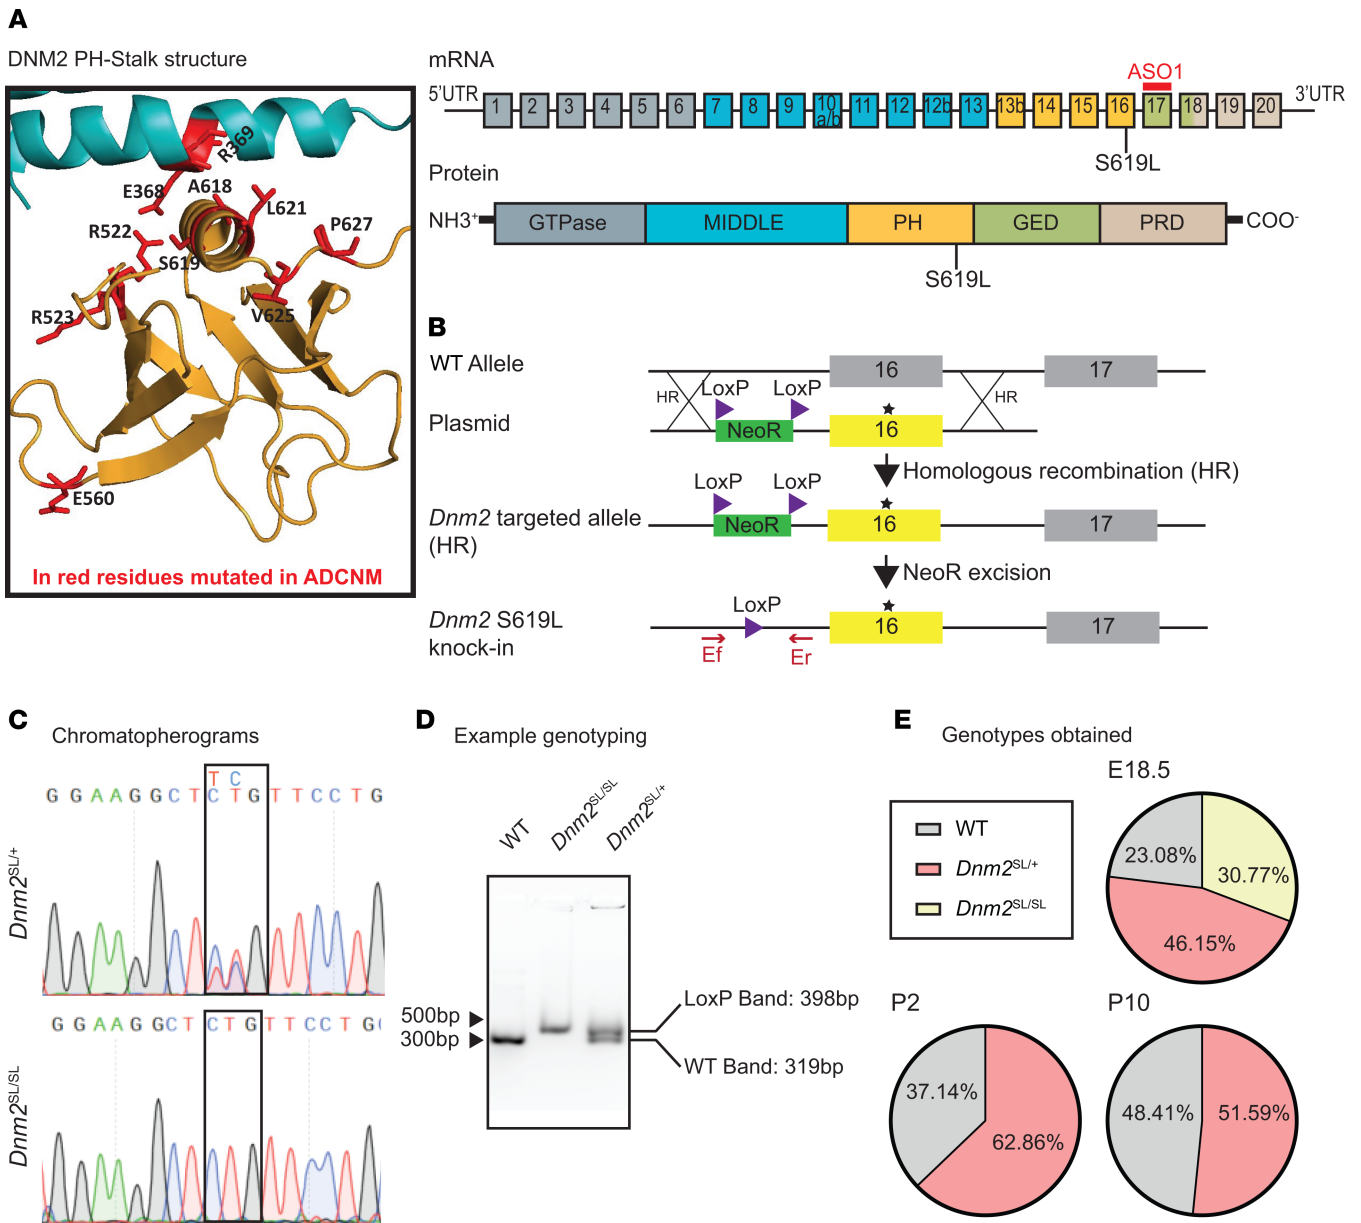 A
DNM2 PH-Stalk structure
R369
E368
A618
L621
R522
P627
S619
R523
V625
E560
In red residues mutated in ADCNM
mRNA
ASO1
5'UTR
1 2 3 4 5 6 7 8 9 10 a/b 11 12 12b 13 13b 14 15 16 17 18 19 20
3'UTR
S619L
Protein
NH3+ GTPase MIDDLE PH GED PRD COO-
S619L
B
WT Allele
16 17
HR LoxP LoxP HR
Plasmid
NeoR 16
Homologous recombination (HR)
LoxP LoxP
Dnm2 targeted allele
(HR)
NeoR 16 17
NeoR excision
LoxP
Dnm2 S619L
knock-in
16 17
Ef Er
C
Chromatopherograms
T C
G G A A G G C T C T G T T C C T G
Dnm2SL/+
G G A A G G C T C T G T T C C T G
Dnm2SL/SL
D
Example genotyping
WT
Dnm2SL/SL
Dnm2SL/+
500bp
300bp
LoxP Band: 398bp
WT Band: 319bp
E
Genotypes obtained
WT
Dnm2SL/+
Dnm2SL/SL
E18.5
23.08%
30.77%
46.15%
P2
37.14%
62.86%
P10
48.41%
51.59%